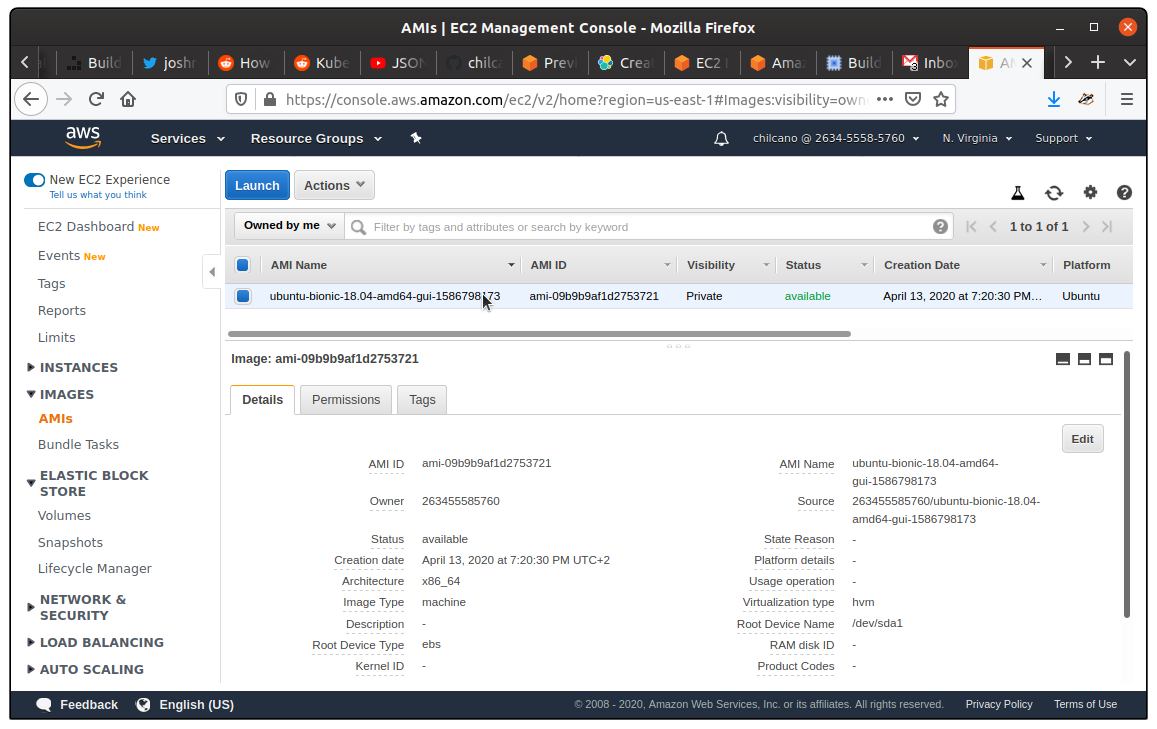 AMIs | EC2 Management Console - Mozilla Firefox
Build joshr How Kube JSON chilca Previ Crea EC2 Ama Build Inbo AM
https://console.aws.amazon.com/ec2/v2/home?region=us-east-1#Images:visibility=own
aws Services Resource Groups chilcano @ 2634-5558-5760 N. Virginia Support
New EC2 Experience
Tell us what you think
EC2 Dashboard New
Events New
Tags
Reports
Limits
INSTANCES
IMAGES
AMIs
Bundle Tasks
ELASTIC BLOCK
STORE
Volumes
Snapshots
Lifecycle Manager
NETWORK &
SECURITY
LOAD BALANCING
AUTO SCALING
Launch Actions
Owned by me Filter by tags and attributes or search by keyword 1 to 1 of 1
AMI Name AMI ID Visibility Status Creation Date Platform
ubuntu-bionic-18.04-amd64-gui-1586798173 ami-09b9b9af1d2753721 Private available April 13, 2020 at 7:20:30 PM... Ubuntu
Image: ami-09b9b9af1d2753721
Details Permissions Tags
Edit
AMI ID ami-09b9b9af1d2753721 AMI Name ubuntu-bionic-18.04-amd64-
gui-1586798173
Owner 263455585760 Source 263455585760/ubuntu-bionic-18.04-
amd64-gui-1586798173
Status available State Reason -
Creation date April 13, 2020 at 7:20:30 PM UTC+2 Platform details -
Architecture x86_64 Usage operation -
Image Type machine Virtualization type hvm
Description - Root Device Name /dev/sda1
Root Device Type ebs RAM disk ID -
Kernel ID - Product Codes -
Feedback English (US) © 2008 - 2020, Amazon Web Services, Inc. or its affiliates. All rights reserved. Privacy Policy Terms of Use